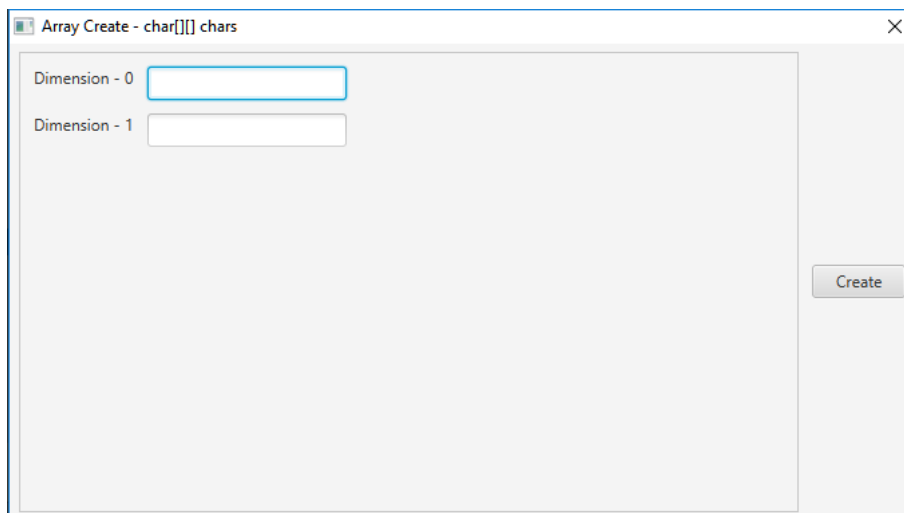 Array Create - char[][] chars
Dimension - 0
Dimension - 1
Create